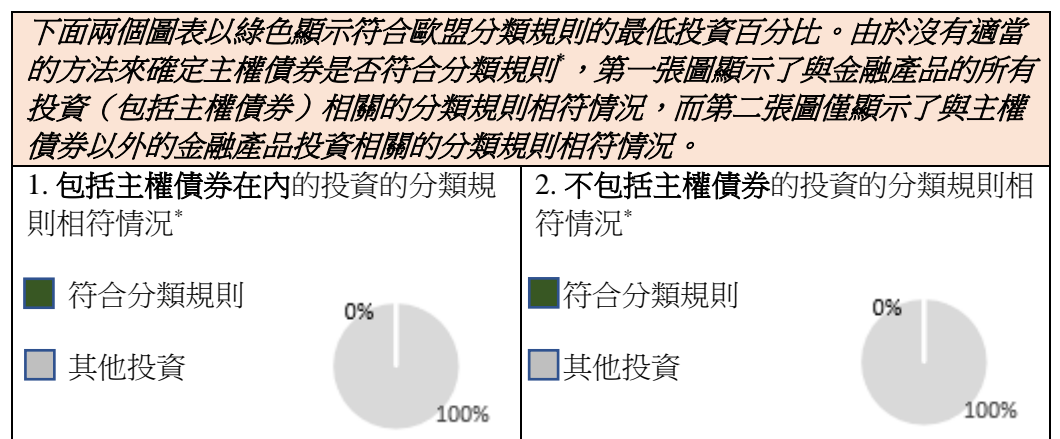 下面兩個圖表以綠色顯示符合歐盟分類規則的最低投資百分比。由於沒有適當
的方法來確定主權債券是否符合分類規則*，第一張圖顯示了與金融產品的所有
投資（包括主權債券）相關的分類規則相符情況，而第二張圖僅顯示了與主權
債券以外的金融產品投資相關的分類規則相符情況。
1. 包括主權債券在內的投資的分類規
則相符情況*
符合分類規則
其他投資
0%
100%
2. 不包括主權債券的投資的分類規則相
符情況*
符合分類規則
其他投資
0%
100%